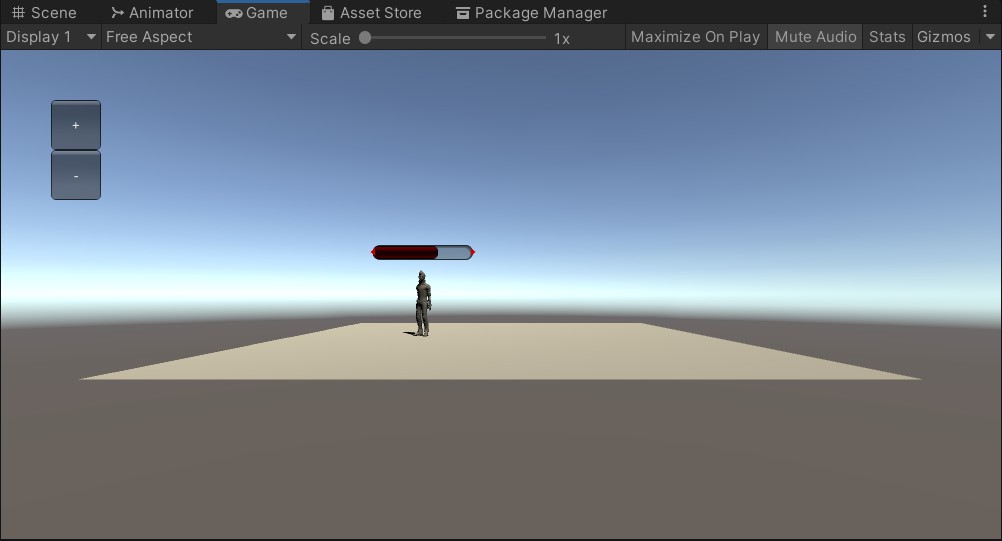 Scene Animator Game Asset Store Package Manager
Display 1 Free Aspect Scale 1x Maximize On Play Mute Audio Stats Gizmos
+
-